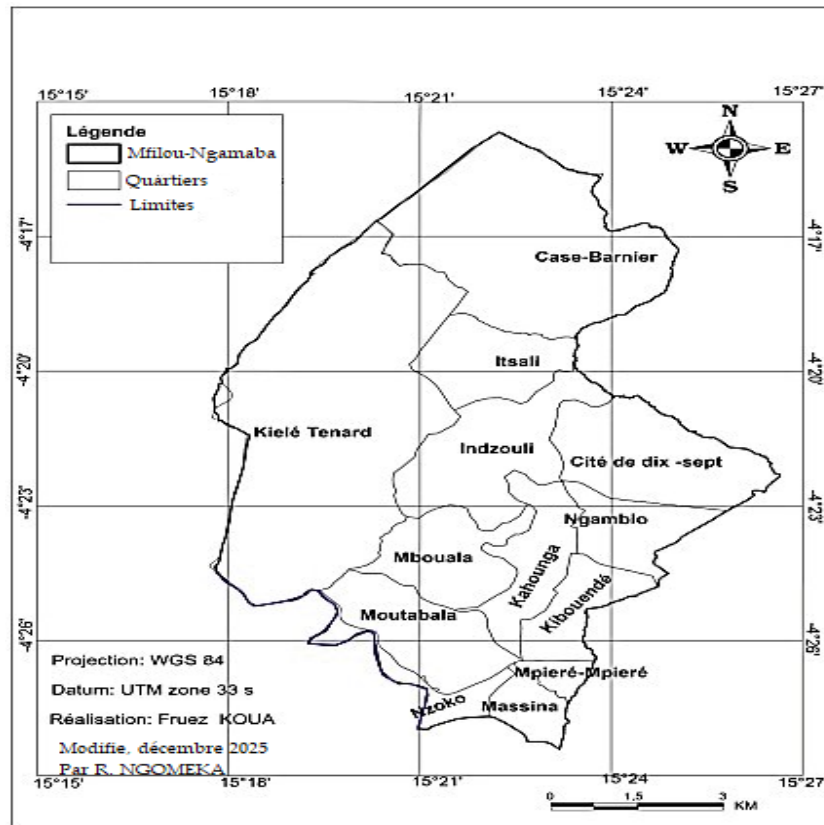 15°15' 15°18' 15°21' 15°24' 15°27'
Légende
Mfilou-Ngamaba
Quartiers
Limites
N
W E
S
-4°17' -4°17'
Case-Barnier
-4°20' -4°20'
Itsali
Kielé Tenard
Indzouli
Cité de dix -sept
-4°23' -4°23'
Ngamblo
Mbouala
Kahounga
Kibouendé
Moutabala
-4°26' -4°26'
Projection: WGS 84
Mpieré-Mpieré
Datum: UTM zone 33 s
Nzoko
Massina
Réalisation: Fruez KOUA
Modifie, décembre 2025
Par R. NGOMEKA
15°15' 15°18' 15°21' 15°24' 15°27'
0 1,5 3
KM